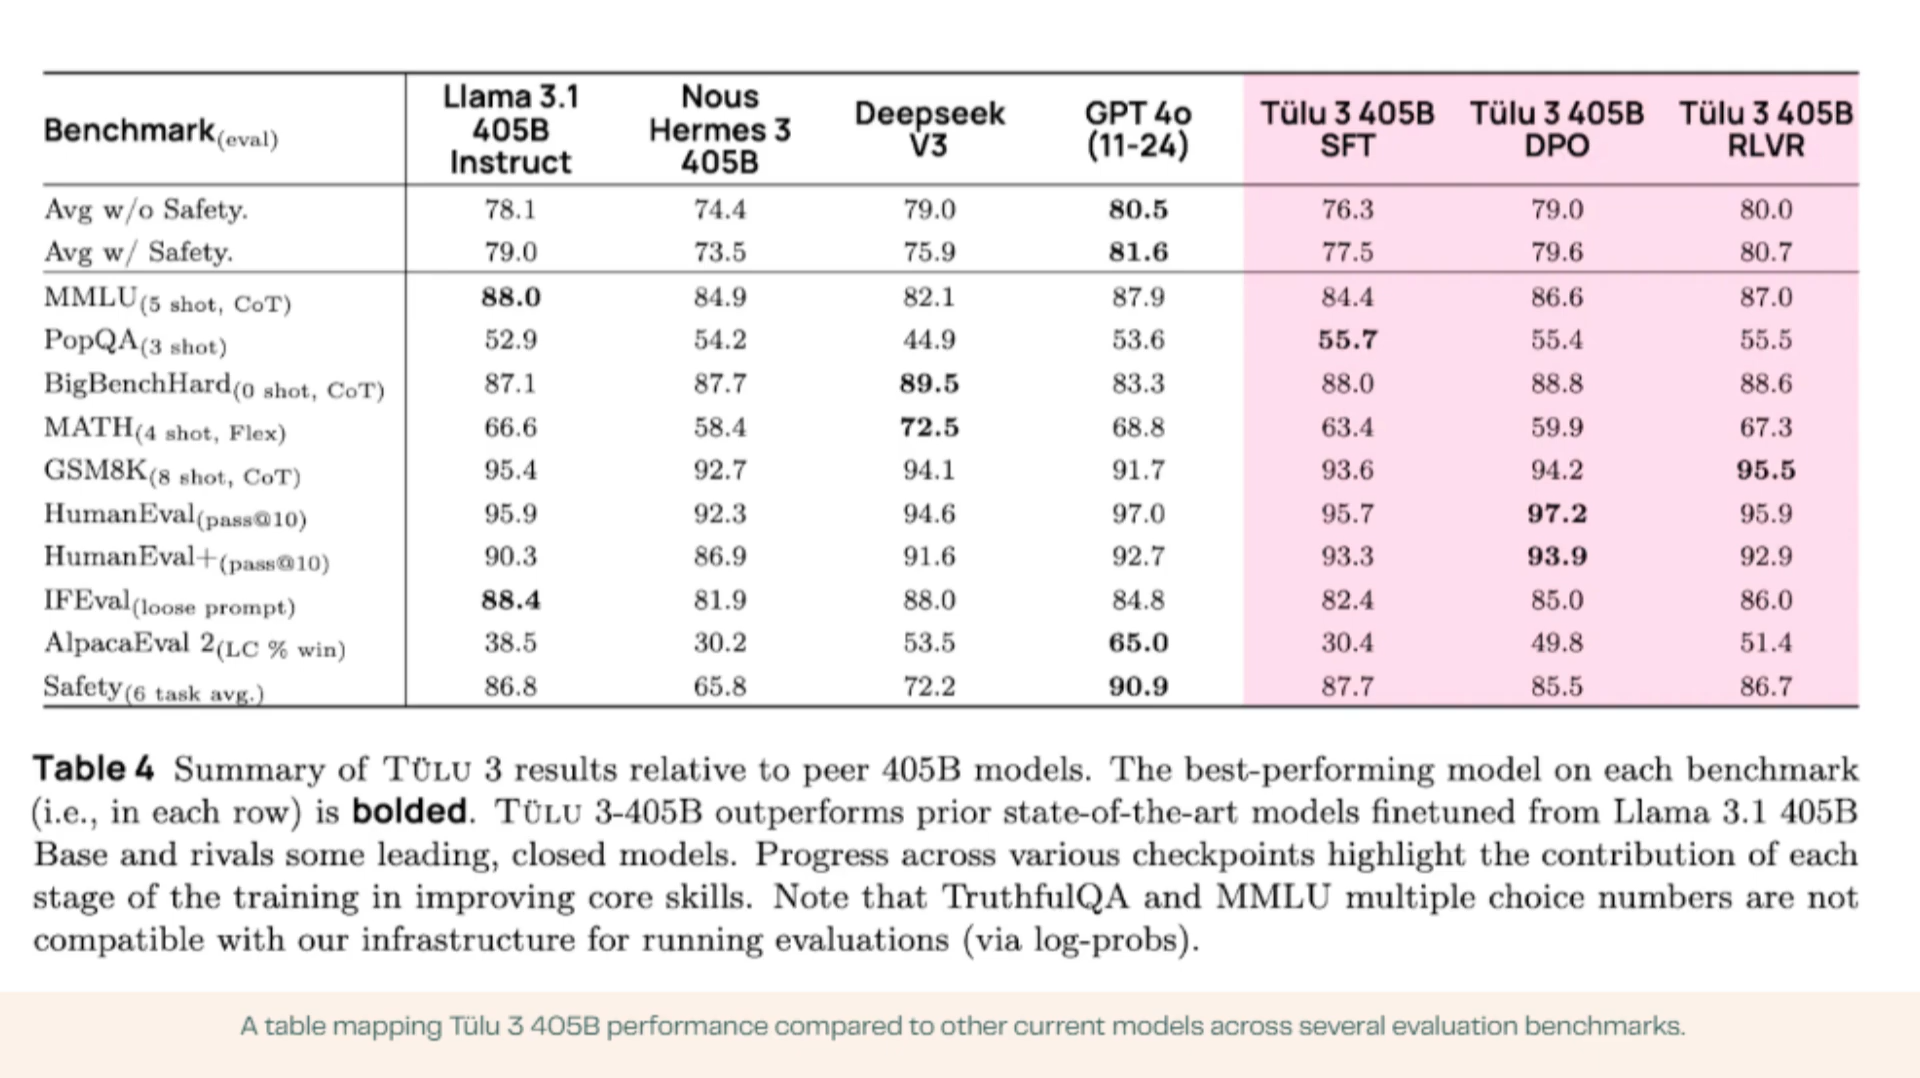 Benchmark(eval) Llama 3.1 405B Instruct Nous Hermes 3 405B Deepseek V3 GPT 4o (11-24) Tülu 3 405B SFT Tülu 3 405B DPO Tülu 3 405B RLVR
Avg w/o Safety. 78.1 74.4 79.0 80.5 76.3 79.0 80.0
Avg w/ Safety. 79.0 73.5 75.9 81.6 77.5 79.6 80.7
MMLU(5 shot, CoT) 88.0 84.9 82.1 87.9 84.4 86.6 87.0
PopQA(3 shot) 52.9 54.2 44.9 53.6 55.7 55.4 55.5
BigBenchHard(0 shot, CoT) 87.1 87.7 89.5 83.3 88.0 88.8 88.6
MATH(4 shot, Flex) 66.6 58.4 72.5 68.8 63.4 59.9 67.3
GSM8K(8 shot, CoT) 95.4 92.7 94.1 91.7 93.6 94.2 95.5
HumanEval(pass@10) 95.9 92.3 94.6 97.0 95.7 97.2 95.9
HumanEval+(pass@10) 90.3 86.9 91.6 92.7 93.3 93.9 92.9
IFEval(loose prompt) 88.4 81.9 88.0 84.8 82.4 85.0 86.0
AlpacaEval 2(LC % win) 38.5 30.2 53.5 65.0 30.4 49.8 51.4
Safety(6 task avg.) 86.8 65.8 72.2 90.9 87.7 85.5 86.7
Table 4 Summary of TÜLU 3 results relative to peer 405B models. The best-performing model on each benchmark
(i.e., in each row) is bolded. TÜLU 3-405B outperforms prior state-of-the-art models finetuned from Llama 3.1 405B
Base and rivals some leading, closed models. Progress across various checkpoints highlight the contribution of each
stage of the training in improving core skills. Note that TruthfulQA and MMLU multiple choice numbers are not
compatible with our infrastructure for running evaluations (via log-probs).
A table mapping Tülu 3 405B performance compared to other current models across several evaluation benchmarks.